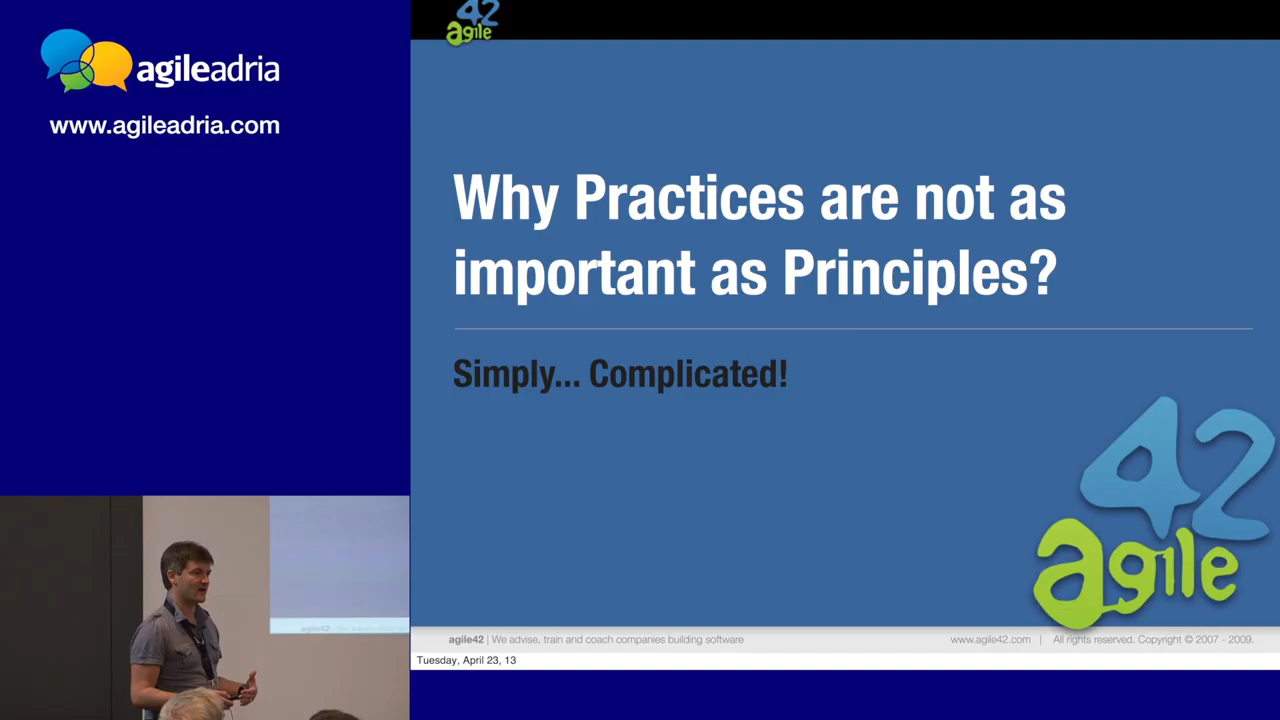 agileadria
www.agileadria.com
42
agile
Why Practices are not as
important as Principles?
Simply... Complicated!
42
agile
agile42 | We advise, train and coach companies building software
www.agile42.com | All rights reserved. Copyright © 2007 - 2009.
Tuesday, April 23, 13
agile42